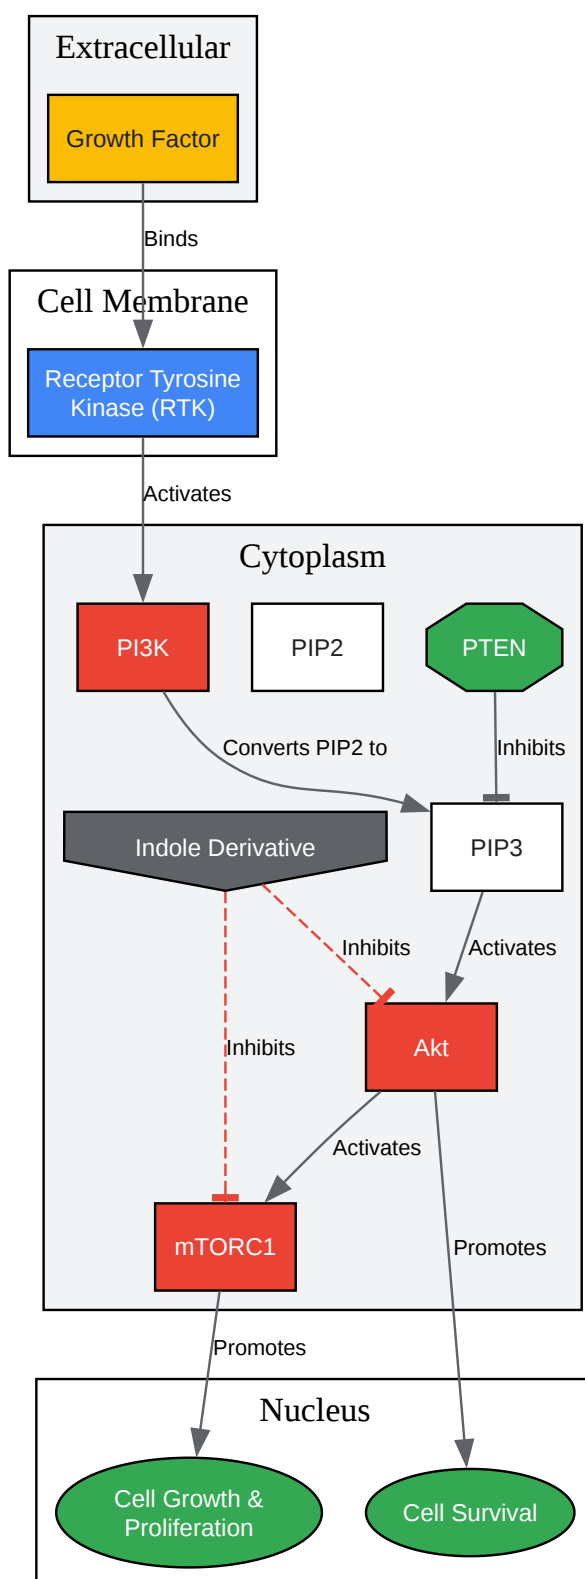 Extracellular
Growth Factor
Binds
Cell Membrane
Receptor Tyrosine
Kinase (RTK)
Activates
Cytoplasm
PI3K
PIP2
PTEN
Converts PIP2 to
Inhibits
Indole Derivative
PIP3
Inhibits
Activates
Inhibits
Akt
Activates
mTORC1
Promotes
Promotes
Nucleus
Cell Growth &
Proliferation
Cell Survival